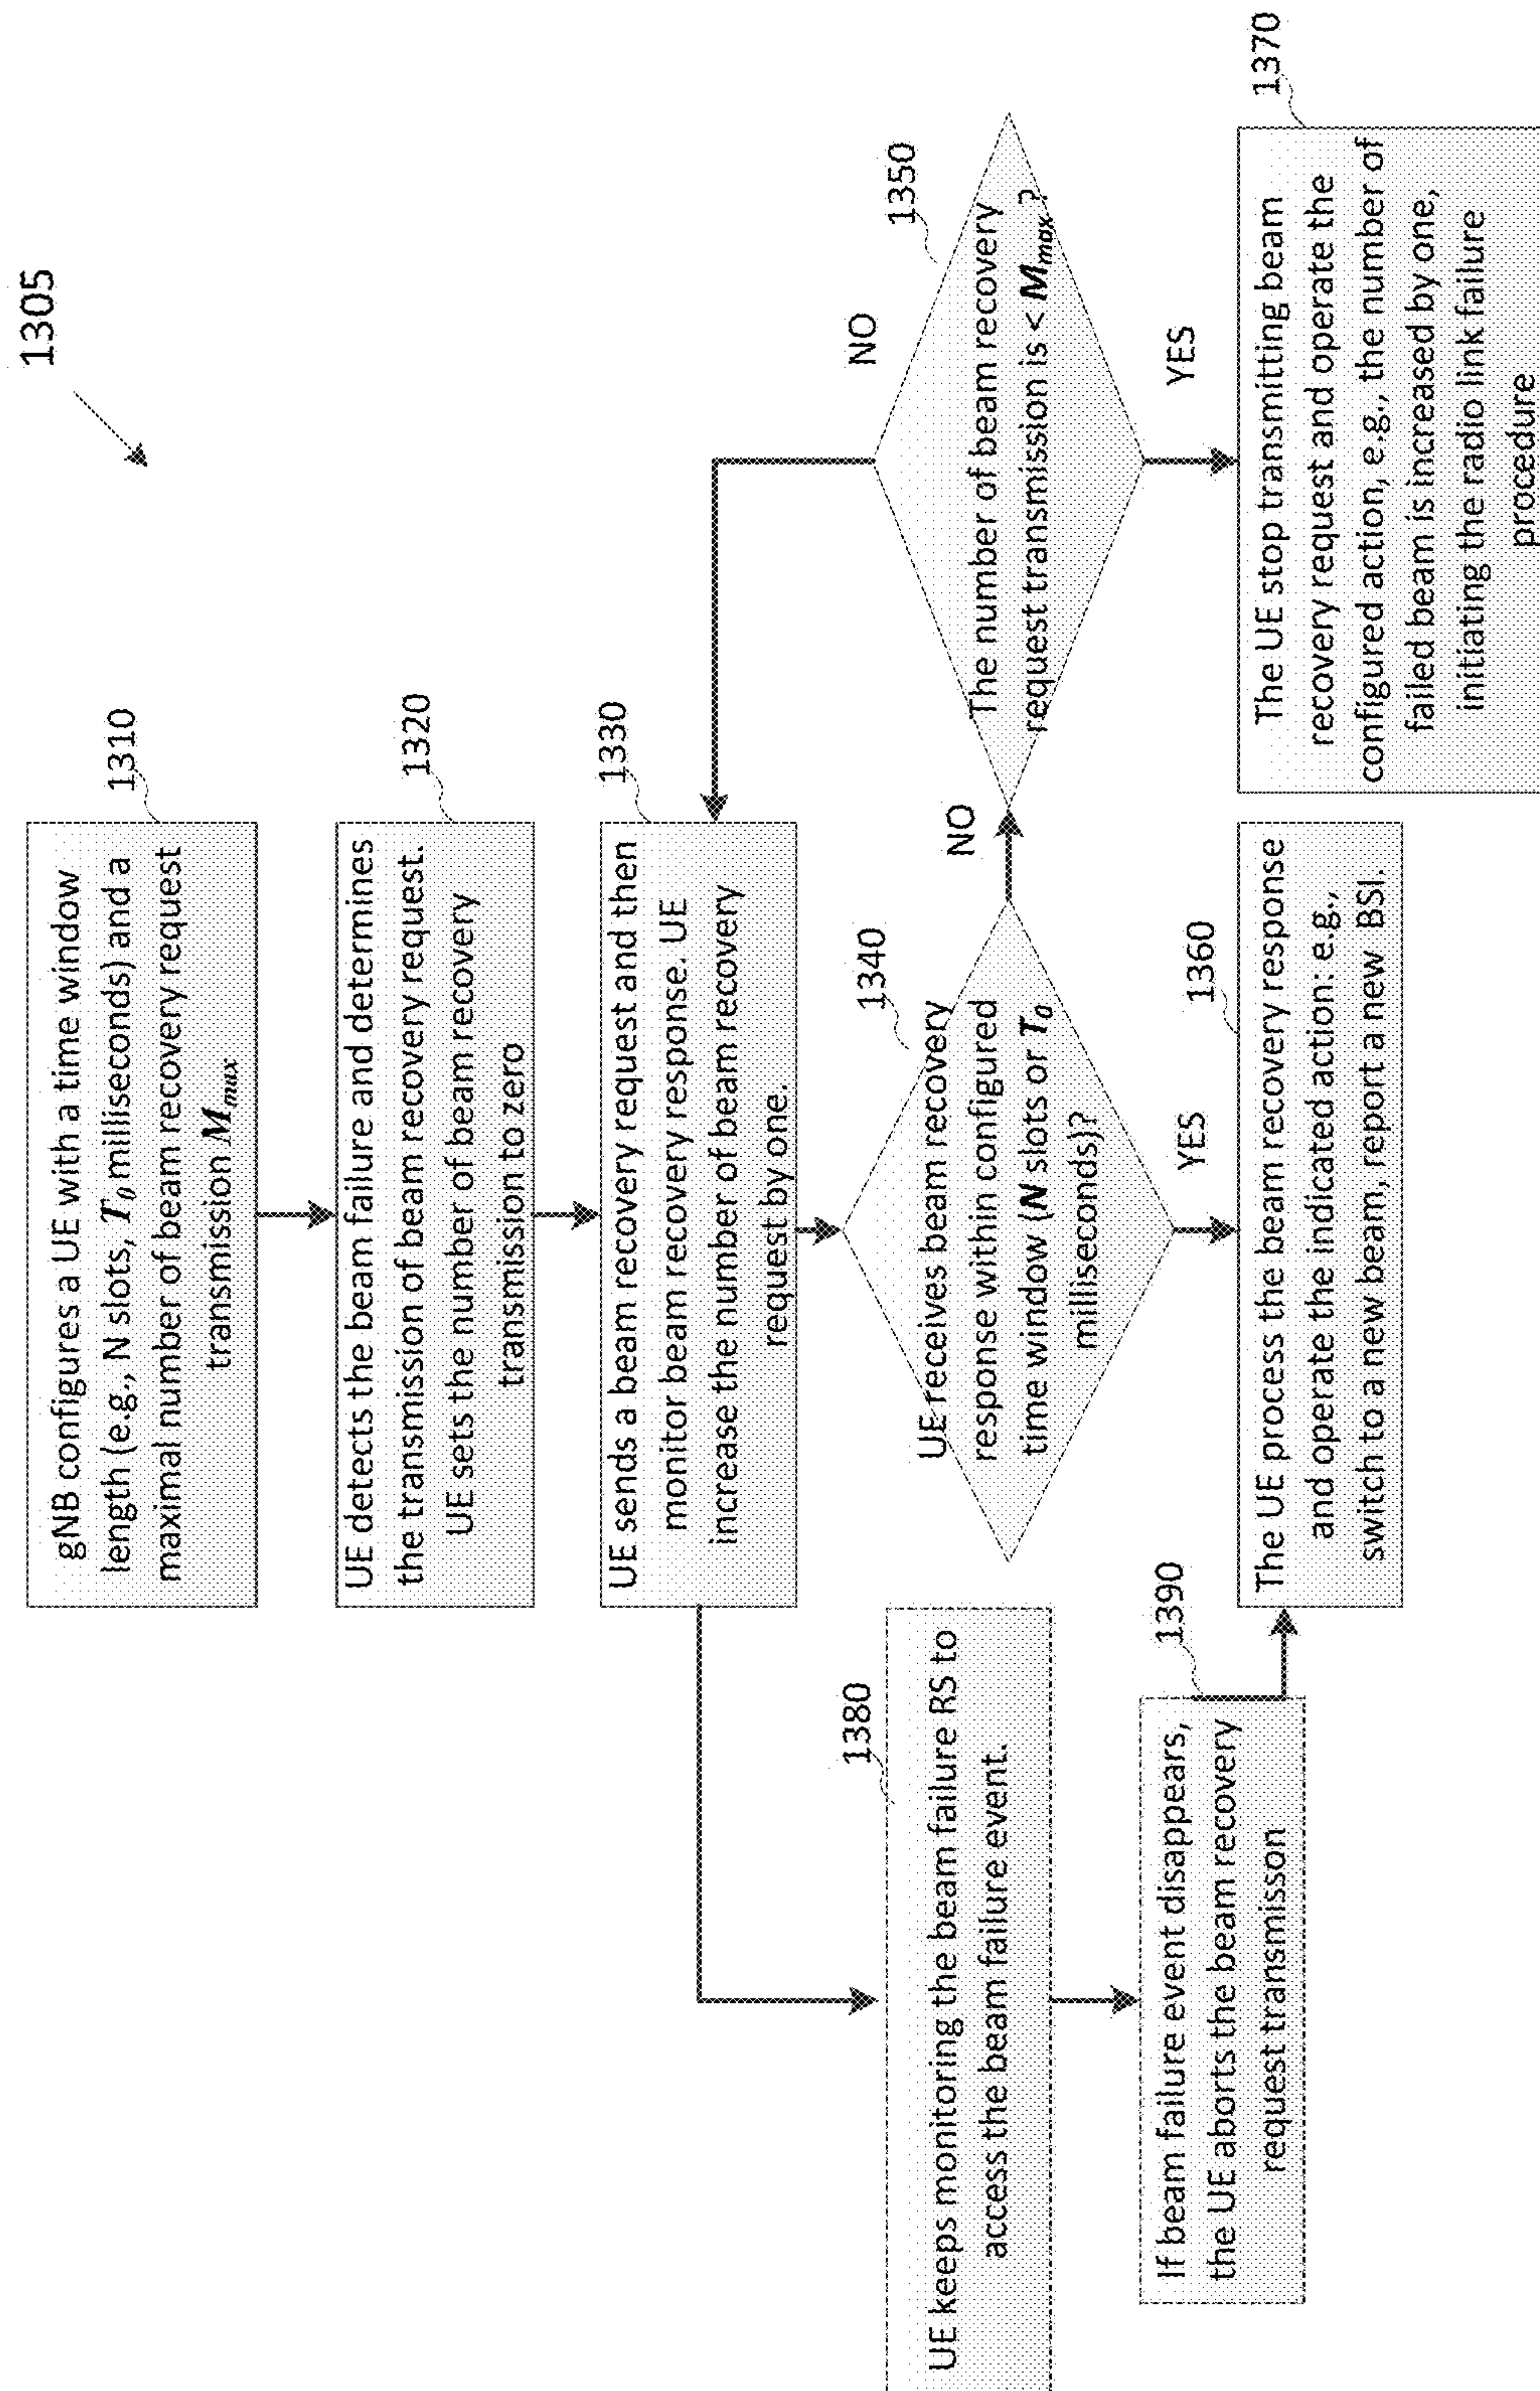 1305
1310
gNB configures a UE with a time window
length (e.g., N slots, T0 milliseconds) and a
maximal number of beam recovery request
transmission Mmax
1320
UE detects the beam failure and determines
the transmission of beam recovery request.
UE sets the number of beam recovery
transmission to zero
1330
UE sends a beam recovery request and then
monitor beam recovery response. UE
increase the number of beam recovery
request by one.
1340
UE receives beam recovery
response within configured
time window (N slots or T0
milliseconds)?
NO
YES
1350
The number of beam recovery
request transmission is < Mmax ?
NO
YES
1360
The UE process the beam recovery response
and operate the indicated action: e.g.,
switch to a new beam, report a new BSI.
1370
The UE stop transmitting beam
recovery request and operate the
configured action, e.g., the number of
failed beam is increased by one,
initiating the radio link failure
procedure
1380
UE keeps monitoring the beam failure RS to
access the beam failure event.
1390
If beam failure event disappears,
the UE aborts the beam recovery
request transmisson